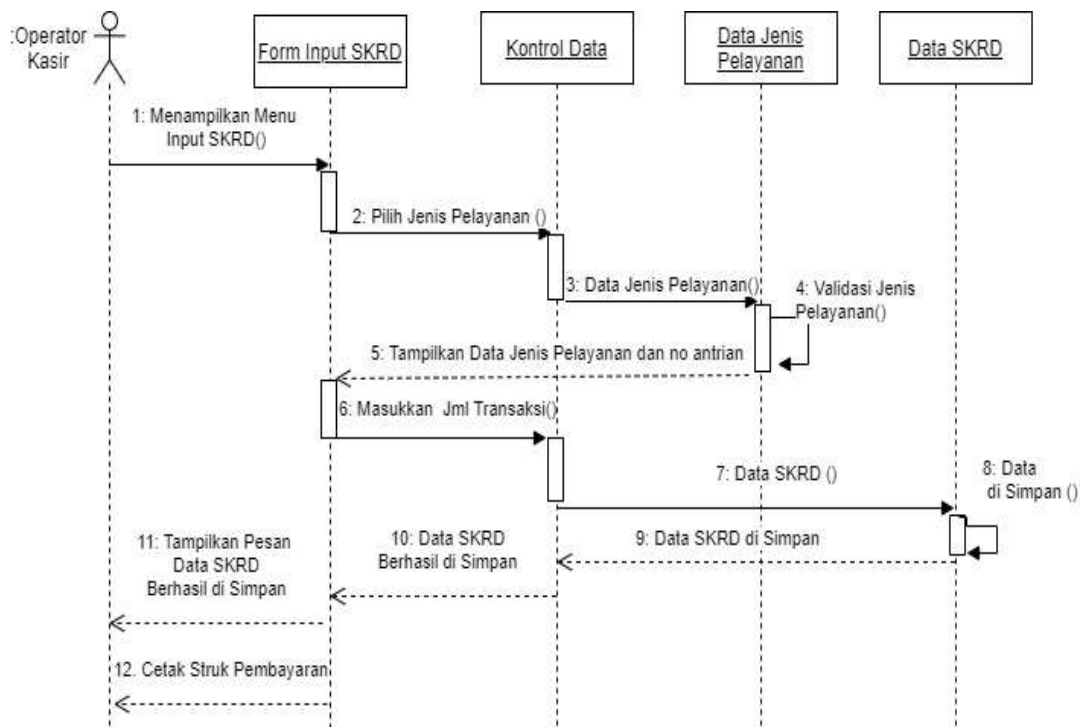 :Operator
Kasir
Form Input SKRD
Kontrol Data
Data Jenis
Pelayanan
Data SKRD
1: Menampilkan Menu
Input SKRD()
2: Pilih Jenis Pelayanan ()
3: Data Jenis Pelayanan()
4: Validasi Jenis
Pelayanan()
5: Tampilkan Data Jenis Pelayanan dan no antrian
6: Masukkan Jml Transaksi()
7: Data SKRD ()
8: Data
di Simpan ()
9: Data SKRD di Simpan
10: Data SKRD
Berhasil di Simpan
11: Tampilkan Pesan
Data SKRD
Berhasil di Simpan
12. Cetak Struk Pembayaran